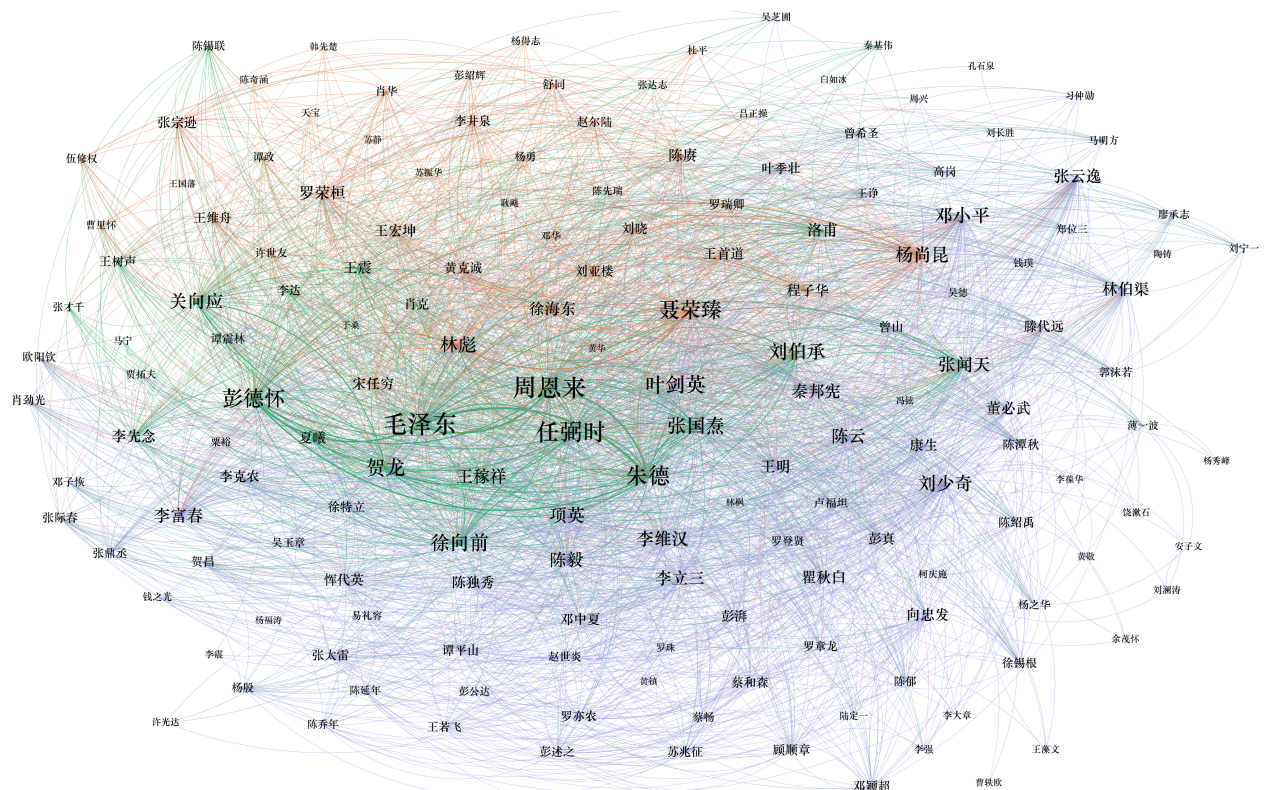 吴芝圃
陈锡联
韩先楚
杨得志
杜平
秦基伟
孔石泉
陈奇涵
彭绍辉
舒同
张达志
白如冰
肖华
周兴
习仲勋
天宝
吕正操
张宗逊
李井泉
赵尔陆
曾希圣
刘长胜
马明方
苏静
伍修权
谭政
杨勇
陈赓
叶季壮
高岗
张云逸
苏振华
王国藩
罗荣桓
陈先瑞
王诤
耿飚
罗瑞卿
曹里怀
王维舟
王宏坤
邓华
刘晓
洛甫
邓小平
郑位三
廖承志
许世友
王首道
杨尚昆
陶铸
刘宁一
王树声
王震
黄克诚
刘亚楼
钱瑛
李达
程子华
吴德
林伯渠
张才千
关向应
肖克
徐海东
聂荣臻
于桑
曾山
滕代远
马宁
谭震林
林彪
黄华
刘伯承
欧阳钦
贾拓夫
张闻天
郭沫若
宋任穷
周恩来
叶剑英
秦邦宪
肖劲光
彭德怀
冯铉
董必武
毛泽东
任弼时
张国焘
薄一波
李先念
粟裕
夏曦
陈云
康生
陈潭秋
杨秀峰
贺龙
王稼祥
朱德
王明
李葆华
邓子恢
李克农
刘少奇
徐特立
林枫
卢福坦
饶漱石
张际春
李富春
项英
陈绍禹
吴玉章
徐向前
李维汉
罗登贤
彭真
安子文
张鼎丞
贺昌
陈毅
黄敬
恽代英
陈独秀
李立三
瞿秋白
柯庆施
刘澜涛
钱之光
杨之华
杨福涛
易礼容
邓中夏
彭湃
向忠发
余茂怀
李震
张太雷
谭平山
赵世炎
罗珠
罗章龙
徐锡根
杨殷
陈延年
彭公达
黄镇
蔡和森
陈郁
许光达
陈乔年
王若飞
罗亦农
蔡畅
陆定一
李大章
彭述之
苏兆征
顾顺章
李强
王藻文
邓颖超
曹轶欧